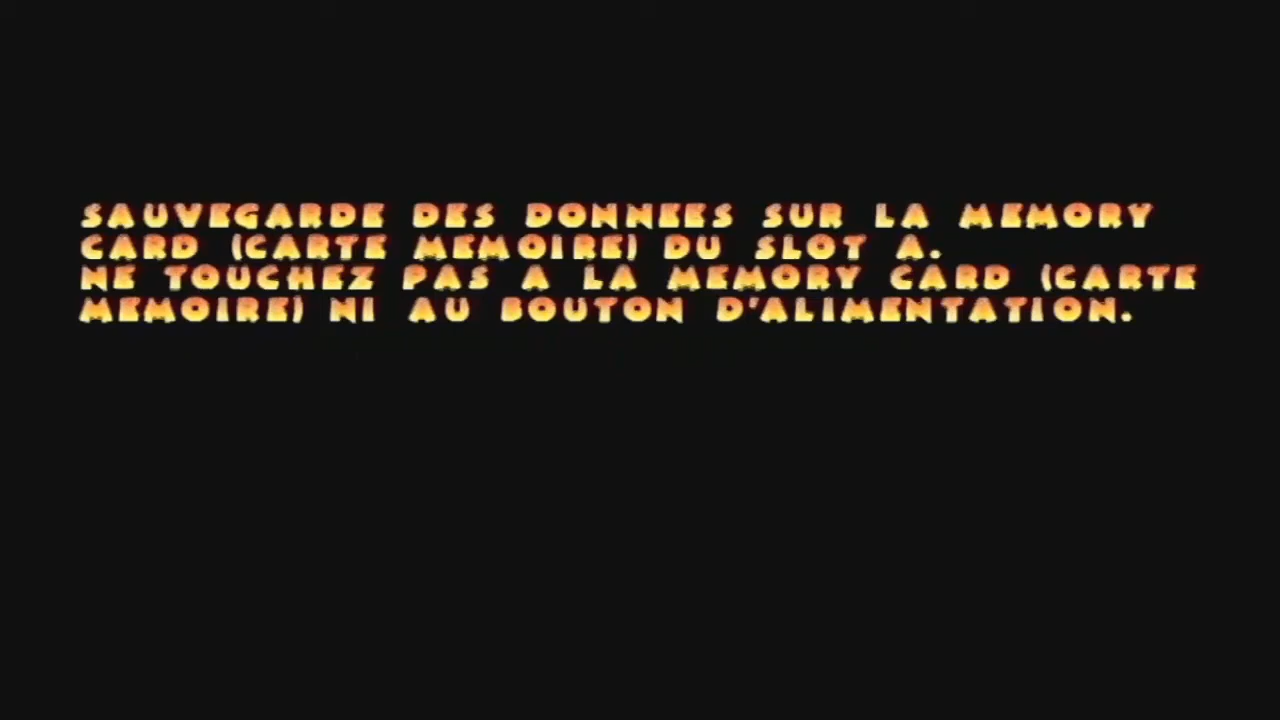 SAUVEGARDE DES DONNEES SUR LA MEMORY
CARD (CARTE MEMOIRE) DU SLOT A.
NE TOUCHEZ PAS A LA MEMORY CARD (CARTE
MEMOIRE) NI AU BOUTON D'ALIMENTATION.